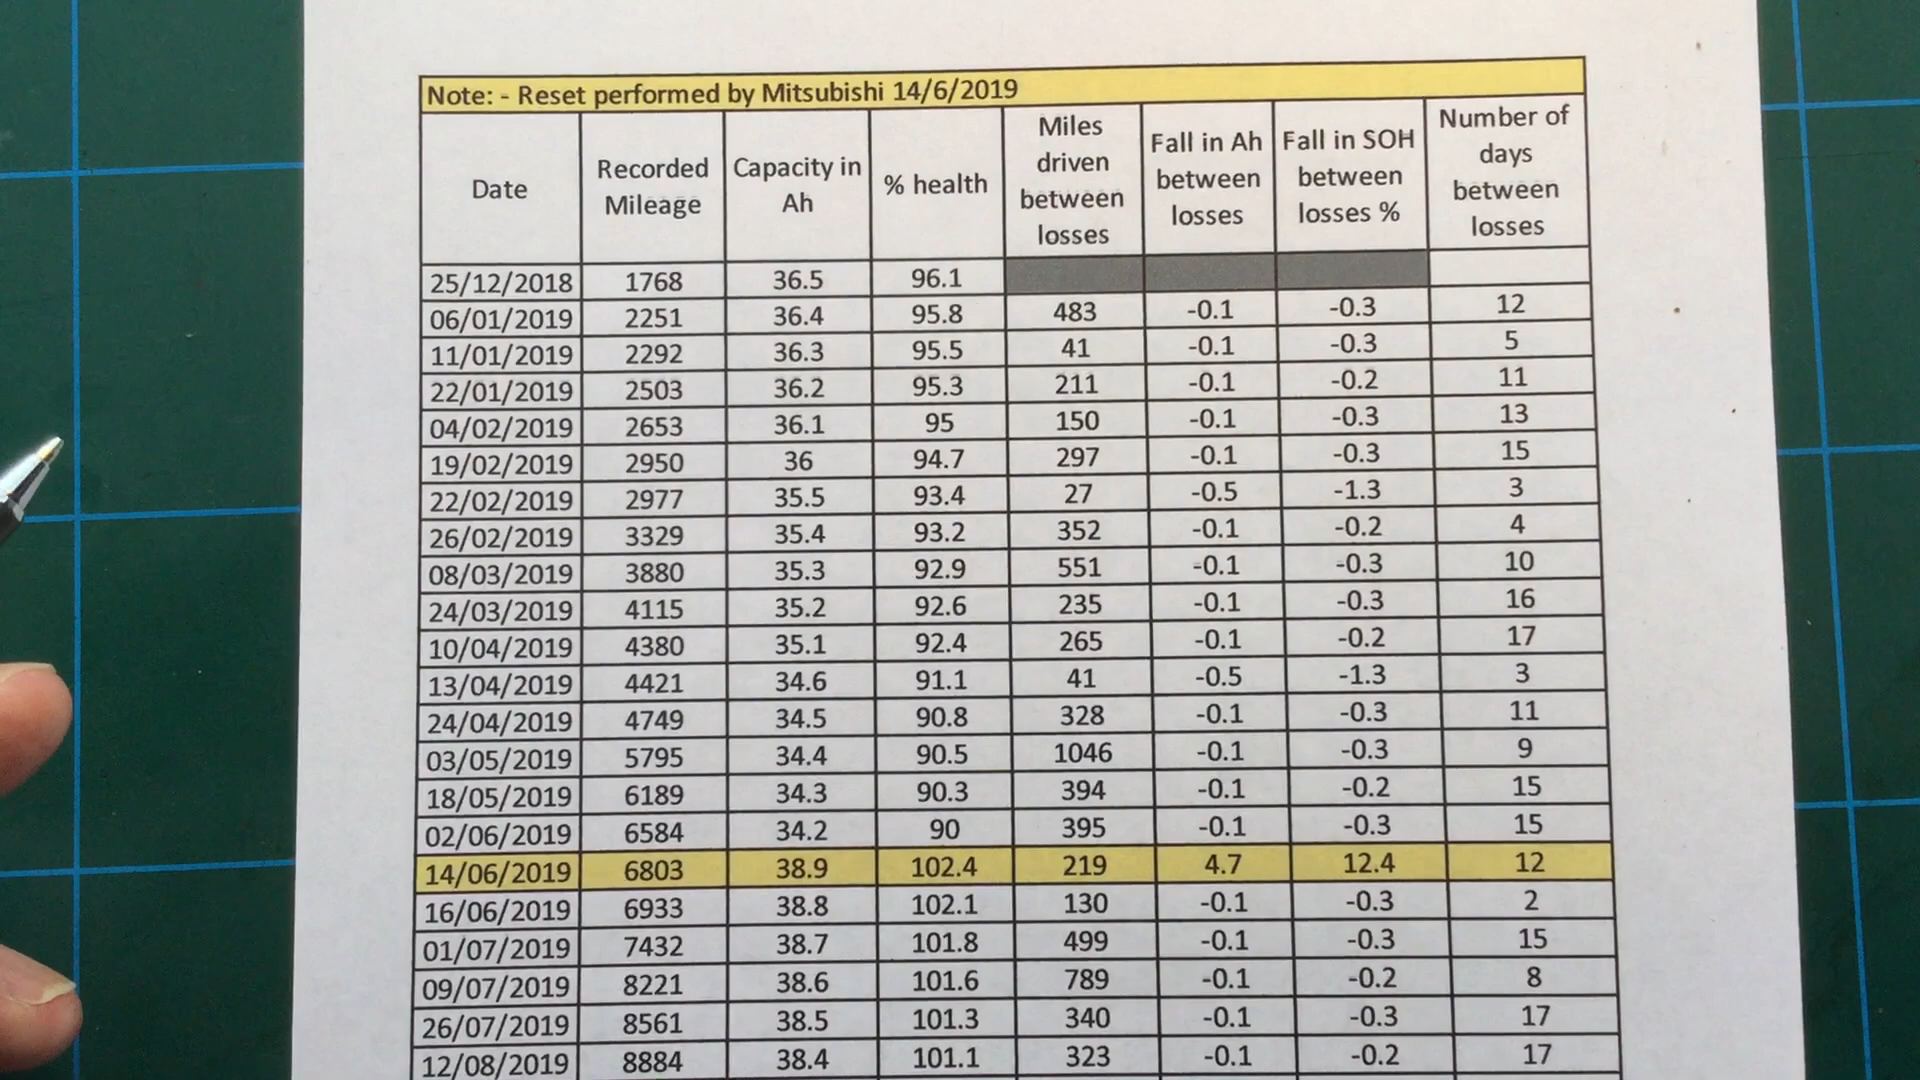 Note: - Reset performed by Mitsubishi 14/6/2019
Date Recorded Mileage Capacity in Ah % health Miles driven between losses Fall in Ah between losses Fall in SOH between losses % Number of days between losses
25/12/2018 1768 36.5 96.1
06/01/2019 2251 36.4 95.8 483 -0.1 -0.3 12
11/01/2019 2292 36.3 95.5 41 -0.1 -0.3 5
22/01/2019 2503 36.2 95.3 211 -0.1 -0.2 11
04/02/2019 2653 36.1 95 150 -0.1 -0.3 13
19/02/2019 2950 36 94.7 297 -0.1 -0.3 15
22/02/2019 2977 35.5 93.4 27 -0.5 -1.3 3
26/02/2019 3329 35.4 93.2 352 -0.1 -0.2 4
08/03/2019 3880 35.3 92.9 551 -0.1 -0.3 10
24/03/2019 4115 35.2 92.6 235 -0.1 -0.3 16
10/04/2019 4380 35.1 92.4 265 -0.1 -0.2 17
13/04/2019 4421 34.6 91.1 41 -0.5 -1.3 3
24/04/2019 4749 34.5 90.8 328 -0.1 -0.3 11
03/05/2019 5795 34.4 90.5 1046 -0.1 -0.3 9
18/05/2019 6189 34.3 90.3 394 -0.1 -0.2 15
02/06/2019 6584 34.2 90 395 -0.1 -0.3 15
14/06/2019 6803 38.9 102.4 219 4.7 12.4 12
16/06/2019 6933 38.8 102.1 130 -0.1 -0.3 2
01/07/2019 7432 38.7 101.8 499 -0.1 -0.3 15
09/07/2019 8221 38.6 101.6 789 -0.1 -0.2 8
26/07/2019 8561 38.5 101.3 340 -0.1 -0.3 17
12/08/2019 8884 38.4 101.1 323 -0.1 -0.2 17